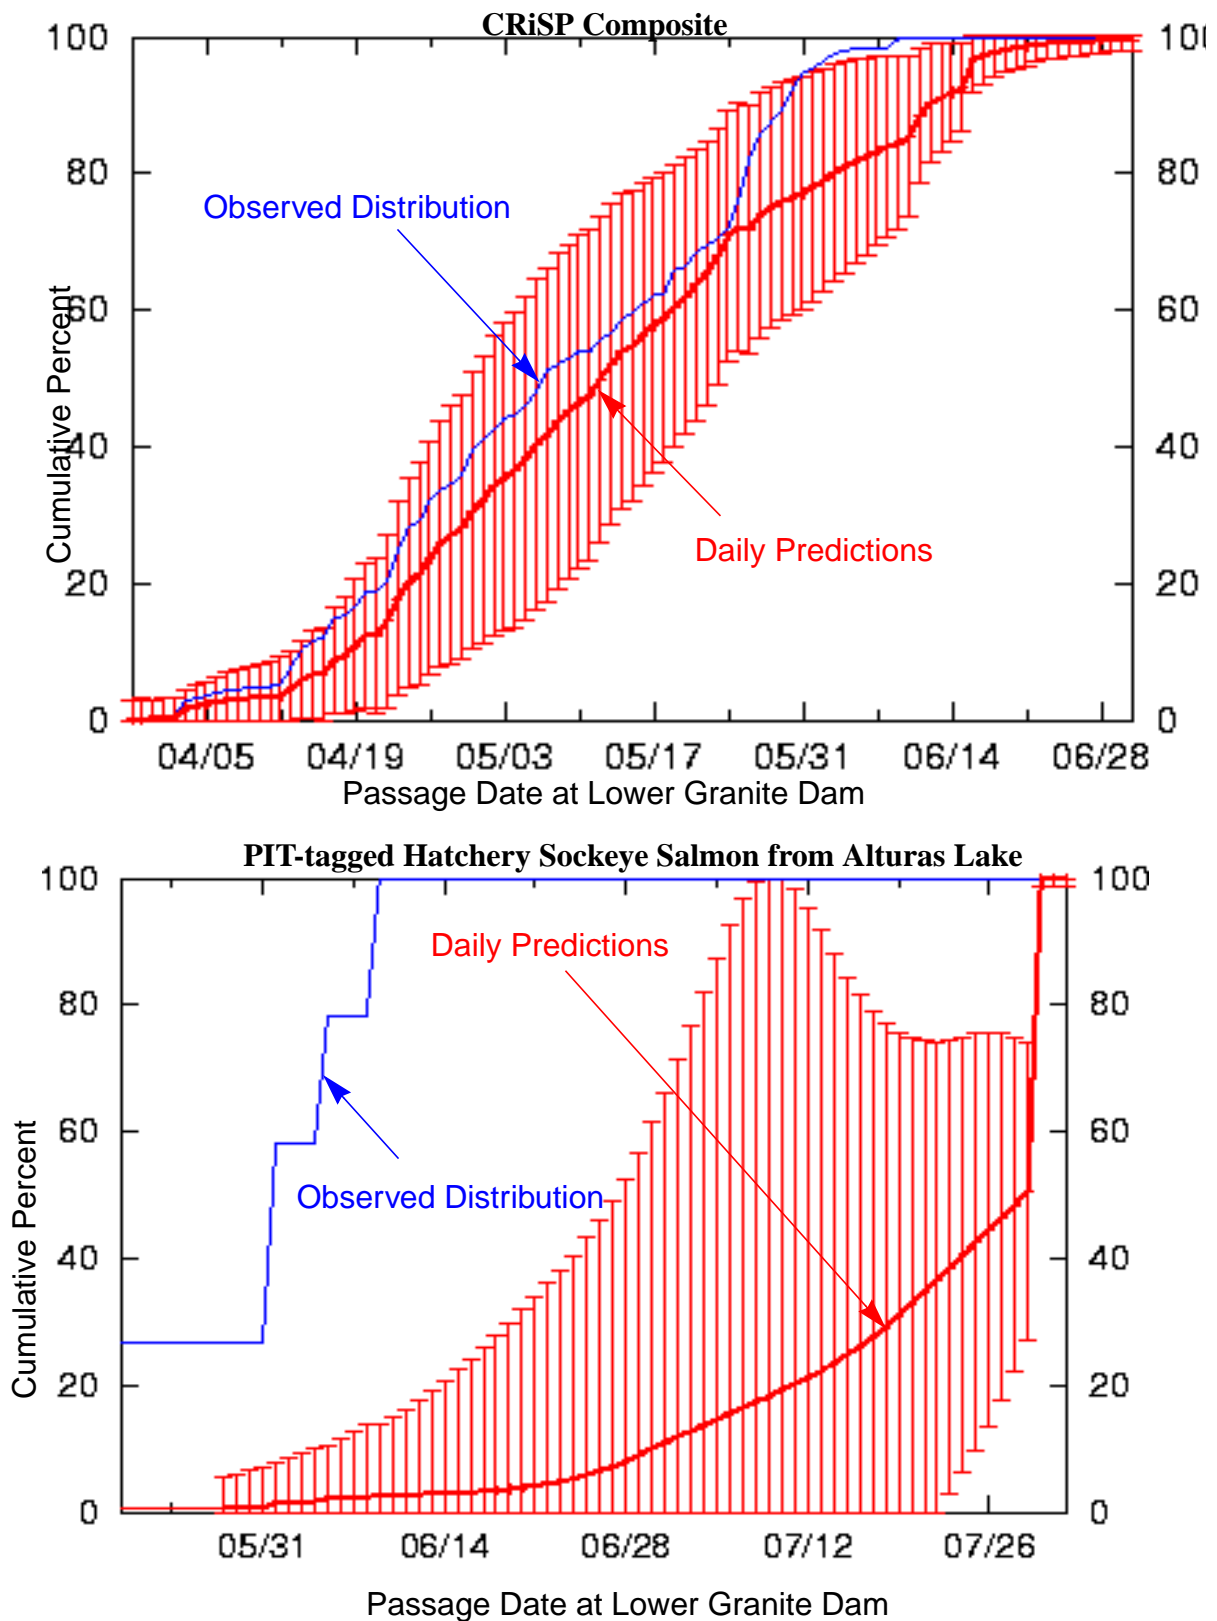 CRiSP Composite
100
100
80
80
Observed Distribution
60
60
Cumulative Percent
40
40
Daily Predictions
20
20
0
0
04/05 04/19 05/03 05/17 05/31 06/14 06/28
Passage Date at Lower Granite Dam
PIT-tagged Hatchery Sockeye Salmon from Alturas Lake
100
100
Daily Predictions
80
80
60
60
Observed Distribution
Cumulative Percent
40
40
20
20
0
0
05/31 06/14 06/28 07/12 07/26
Passage Date at Lower Granite Dam